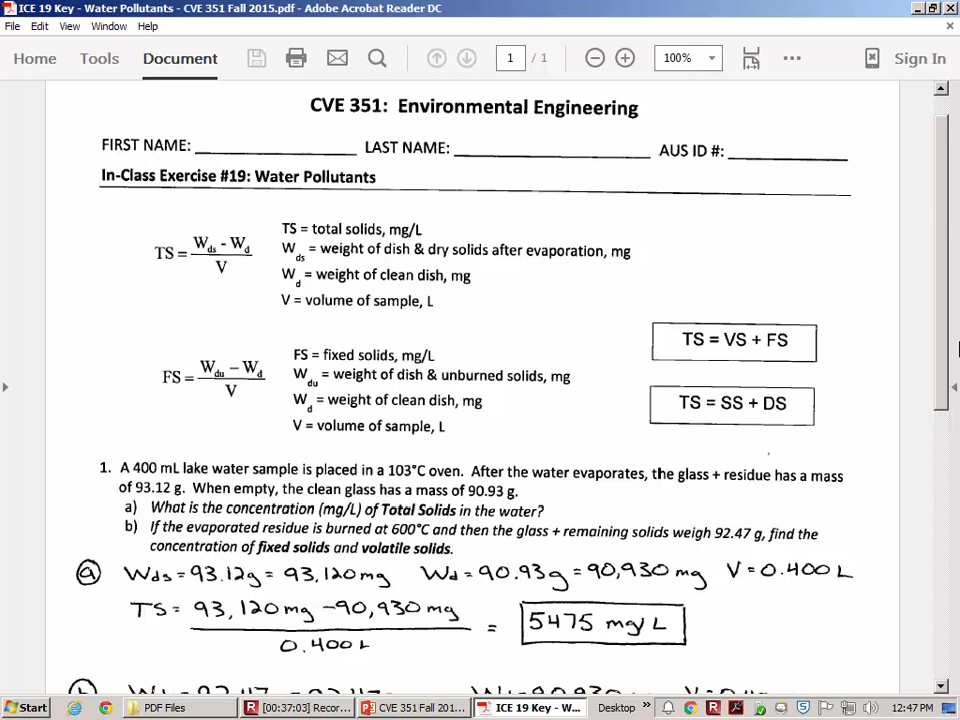 ICE 19 Key - Water Pollutants - CVE 351 Fall 2015.pdf - Adobe Acrobat Reader DC
File Edit View Window Help
Home Tools Document 1 / 1 100% Sign In
CVE 351: Environmental Engineering
FIRST NAME: LAST NAME: AUS ID #:
In-Class Exercise #19: Water Pollutants
TS = (Wds - Wd) / V
TS = total solids, mg/L
Wds = weight of dish & dry solids after evaporation, mg
Wd = weight of clean dish, mg
V = volume of sample, L
TS = VS + FS
FS = (Wdu – Wd) / V
FS = fixed solids, mg/L
Wdu = weight of dish & unburned solids, mg
Wd = weight of clean dish, mg
V = volume of sample, L
TS = SS + DS
1. A 400 mL lake water sample is placed in a 103°C oven. After the water evaporates, the glass + residue has a mass
of 93.12 g. When empty, the clean glass has a mass of 90.93 g.
a) What is the concentration (mg/L) of Total Solids in the water?
b) If the evaporated residue is burned at 600°C and then the glass + remaining solids weigh 92.47 g, find the
concentration of fixed solids and volatile solids.
a Wds = 93.12g = 93,120 mg Wd = 90.93g = 90,930 mg V = 0.400 L
TS = 93,120 mg - 90,930 mg
0.400 L
= 5475 mg/L
Start PDF Files [00:37:03] Recor... CVE 351 Fall 201... ICE 19 Key - W... Desktop » 12:47 PM